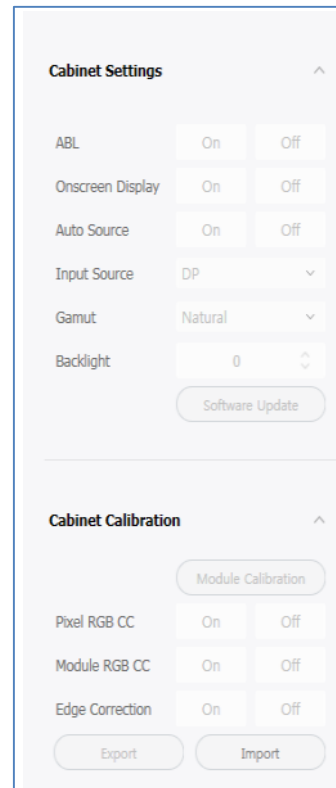 Cabinet Settings
ABL On Off
Onscreen Display On Off
Auto Source On Off
Input Source DP
Gamut Natural
Backlight 0
Software Update
Cabinet Calibration
Module Calibration
Pixel RGB CC On Off
Module RGB CC On Off
Edge Correction On Off
Export Import